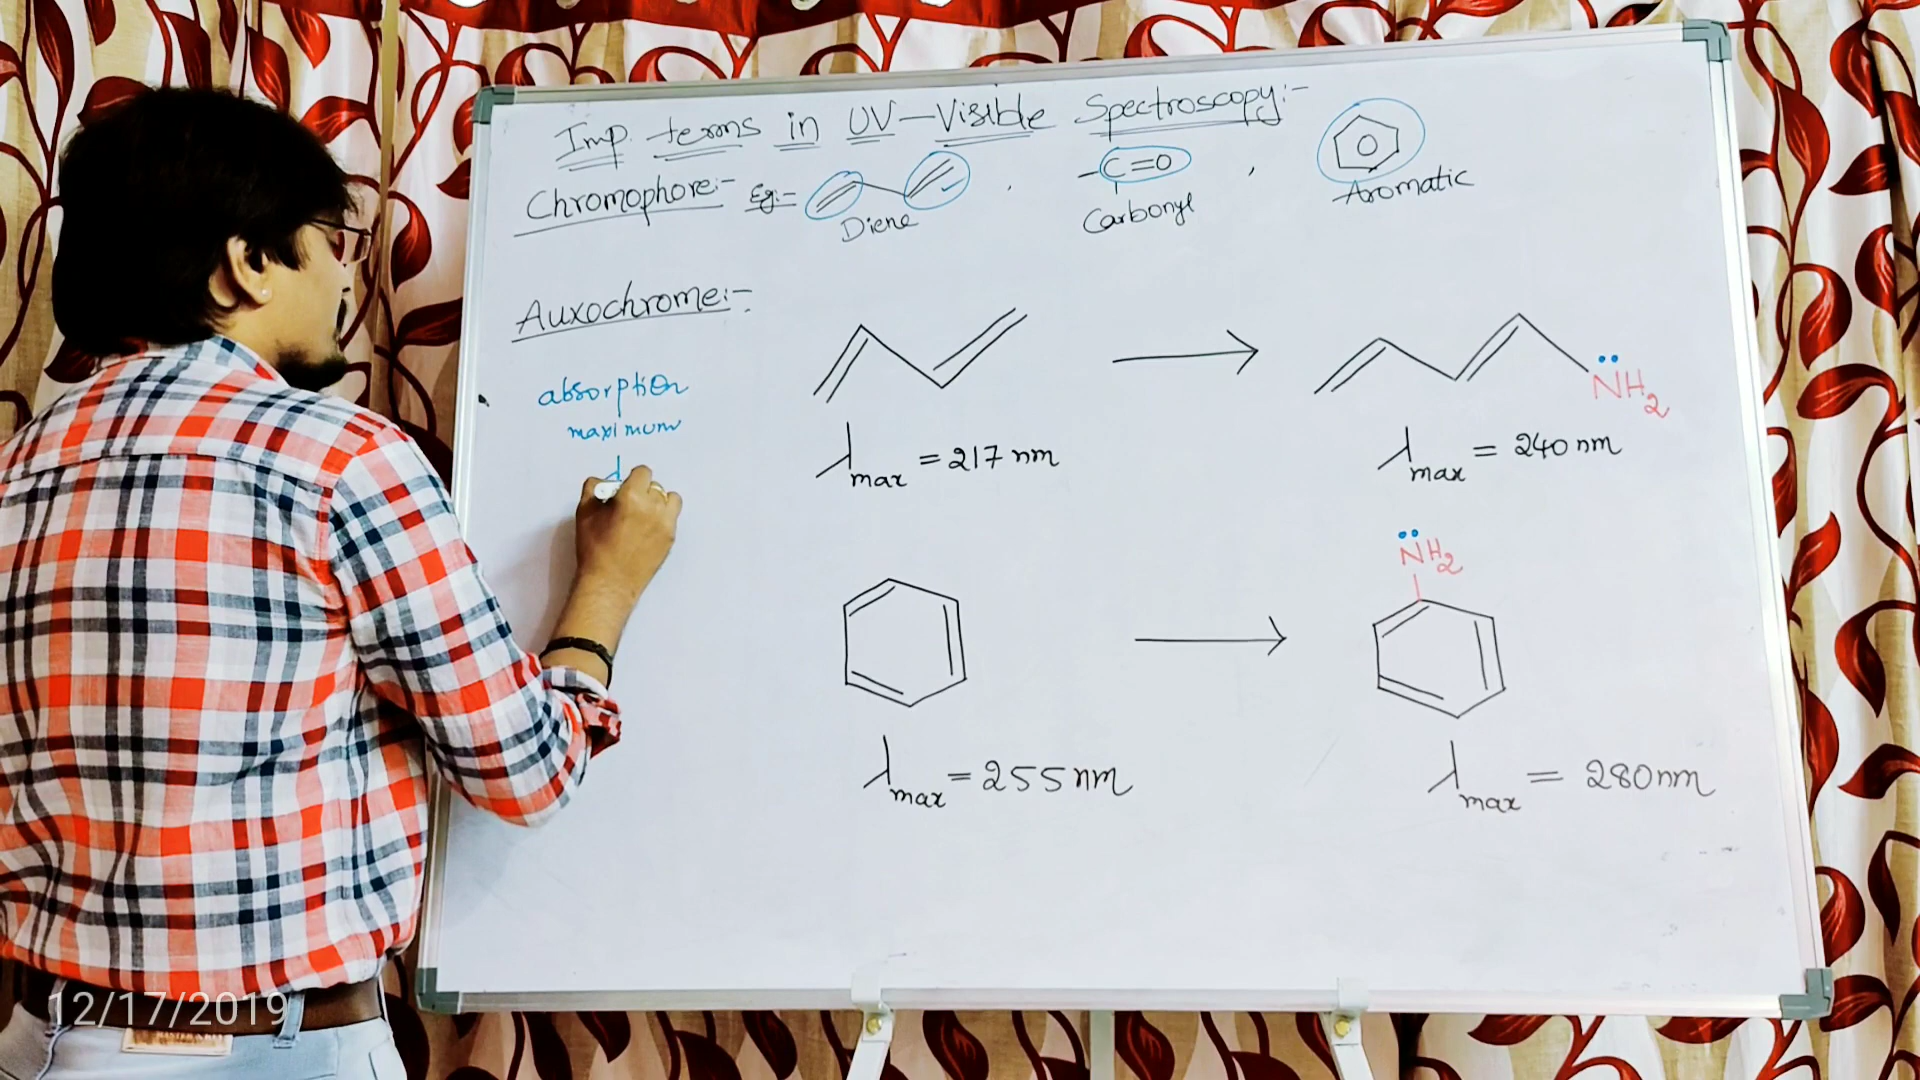 Imp. terms in UV-Visible Spectroscopy:-
Chromophore:- Eg:- , -C=O ,
Diene Carbonyl Aromatic
Auxochrome:-
absorption
maximum
λ
NH2
λmax = 217 nm λmax = 240 nm
NH2
λmax = 255 nm λmax = 280 nm
12/17/2019